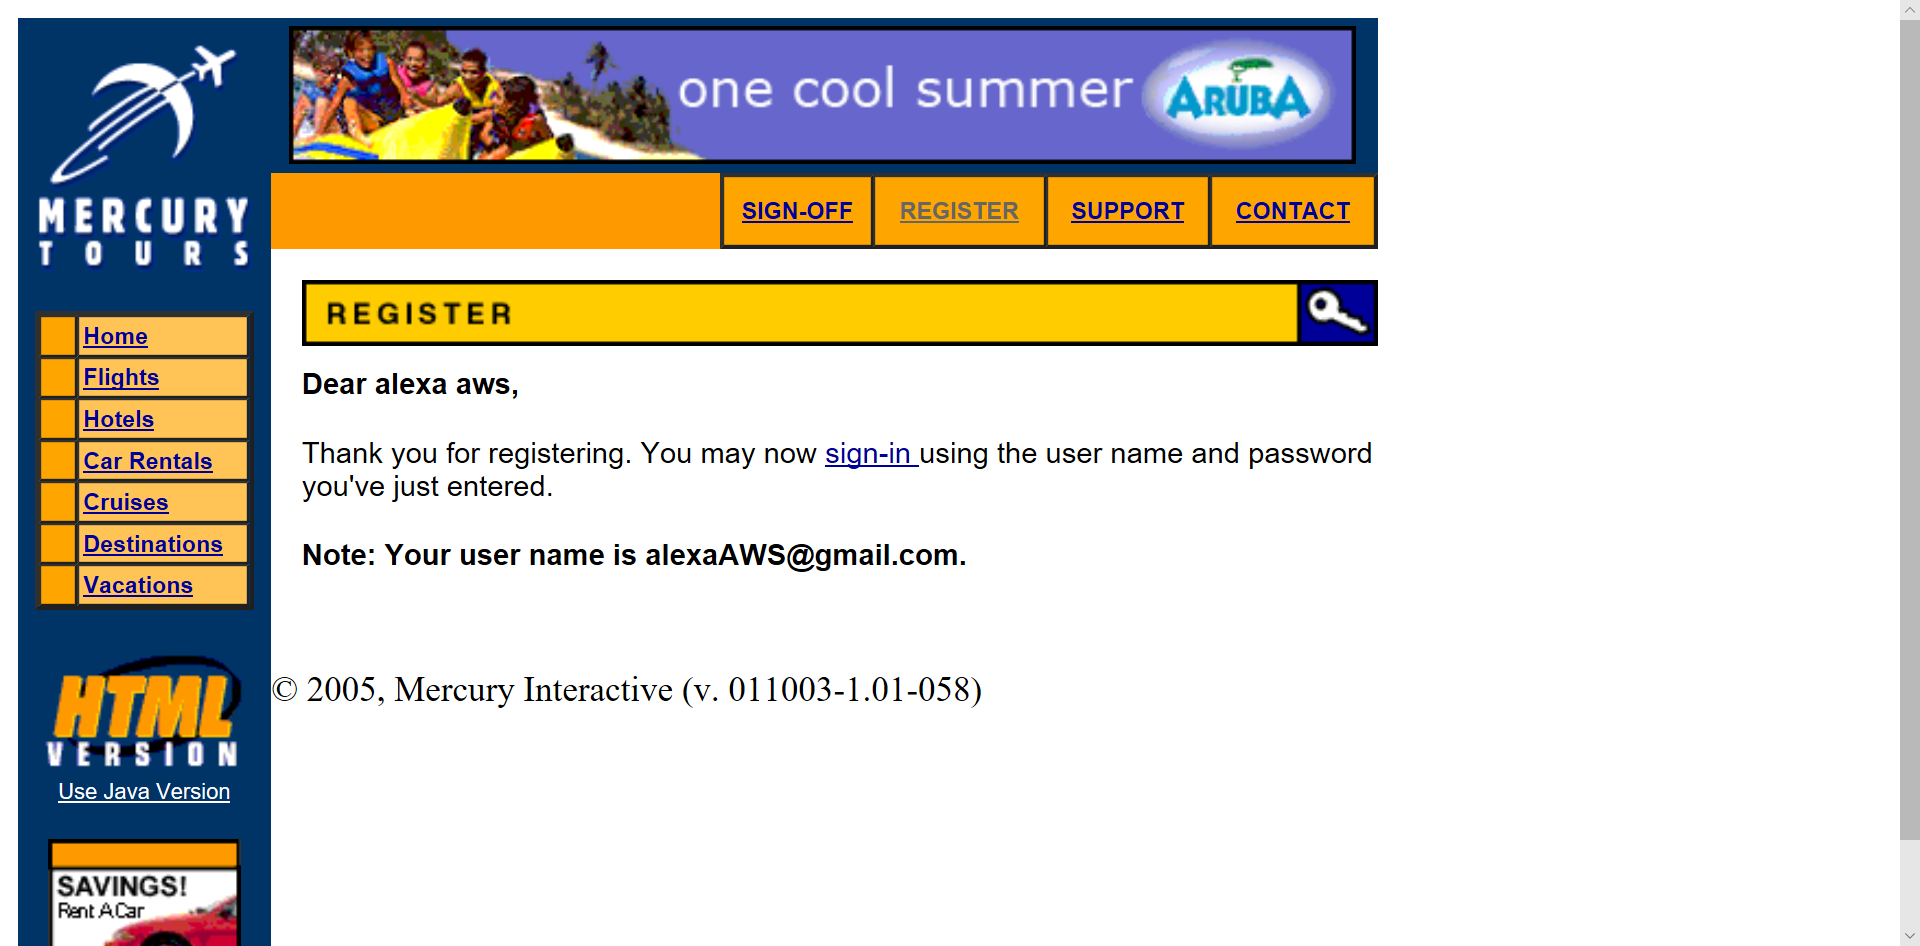 one cool summer ARUBA
MERCURY
TOURS
SIGN-OFF REGISTER SUPPORT CONTACT
REGISTER
Home
Flights
Hotels
Car Rentals
Cruises
Destinations
Vacations
Dear alexa aws,
Thank you for registering. You may now sign-in using the user name and password
you've just entered.
Note: Your user name is alexaAWS@gmail.com.
© 2005, Mercury Interactive (v. 011003-1.01-058)
HTML
VERSION
Use Java Version
SAVINGS!
Rent A Car